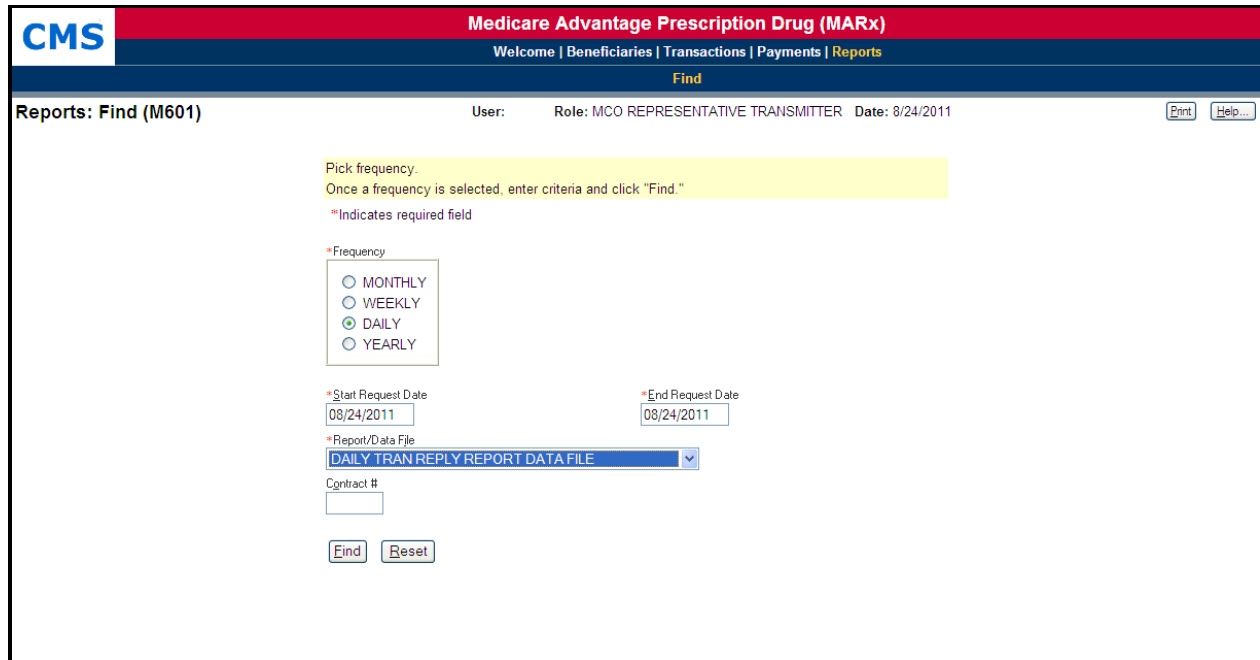 CMS
Medicare Advantage Prescription Drug (MARx)
Welcome | Beneficiaries | Transactions | Payments | Reports
Find
Reports: Find (M601) User: Role: MCO REPRESENTATIVE TRANSMITTER Date: 8/24/2011 Print Help...
Pick frequency.
Once a frequency is selected, enter criteria and click "Find."
*Indicates required field
*Frequency
MONTHLY
WEEKLY
DAILY
YEARLY
*Start Request Date *End Request Date
08/24/2011 08/24/2011
*Report/Data File
DAILY TRAN REPLY REPORT DATA FILE
Contract #
Find Reset